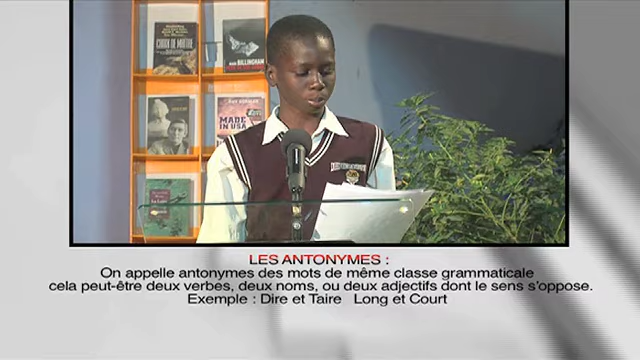 BILLINGHAM
MADE IN
USA
LES ANTONYMES :
On appelle antonymes des mots de même classe grammaticale
cela peut-être deux verbes, deux noms, ou deux adjectifs dont le sens s'oppose.
Exemple : Dire et Taire Long et Court